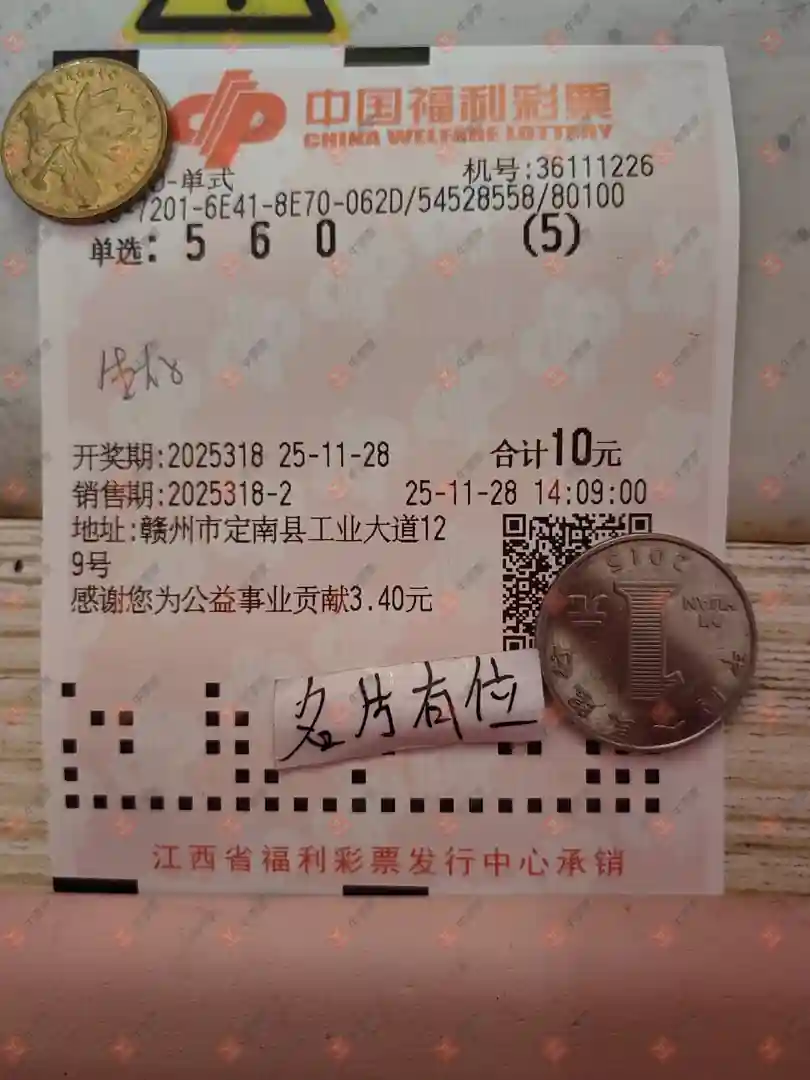 中国福利彩票
CHINA WELFARE LOTTERY
D-单式 机号:36111226
7201-6E41-8E70-062D/54528558/80100
单选: 5 6 0 (5)
开奖期:2025318 25-11-28 合计10元
销售期:2025318-2 25-11-28 14:09:00
地址:赣州市定南县工业大道12
9号
感谢您为公益事业贡献3.40元
2015
1
元
YI YUAN
名片有位
江西省福利彩票发行中心承销